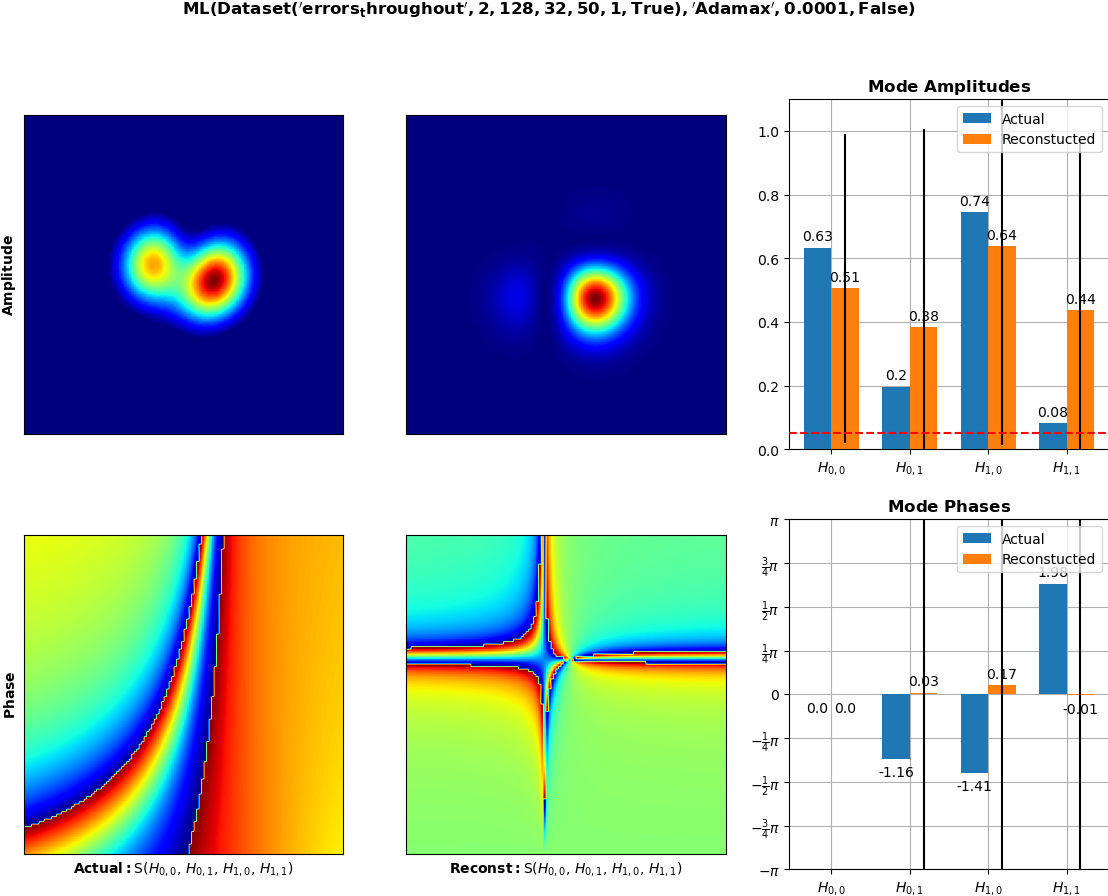 ML(Dataset('errors_throughout', 2, 128, 32, 50, 1, True), 'Adamax', 0.0001, False)
Amplitude
Mode Amplitudes
Actual
Reconstucted
1.0
0.8
0.6
0.4
0.2
0.0
0.63
0.51
0.2
0.38
0.74
0.64
0.08
0.44
H0,0
H0,1
H1,0
H1,1
Phase
Actual: S(H0,0, H0,1, H1,0, H1,1)
Reconst: S(H0,0, H0,1, H1,0, H1,1)
Mode Phases
Actual
Reconstucted
π
3/4π
1/2π
1/4π
0
−1/4π
−1/2π
−3/4π
−π
0.0
0.0
-1.16
0.03
-1.41
0.17
1.98
-0.01
H0,0
H0,1
H1,0
H1,1